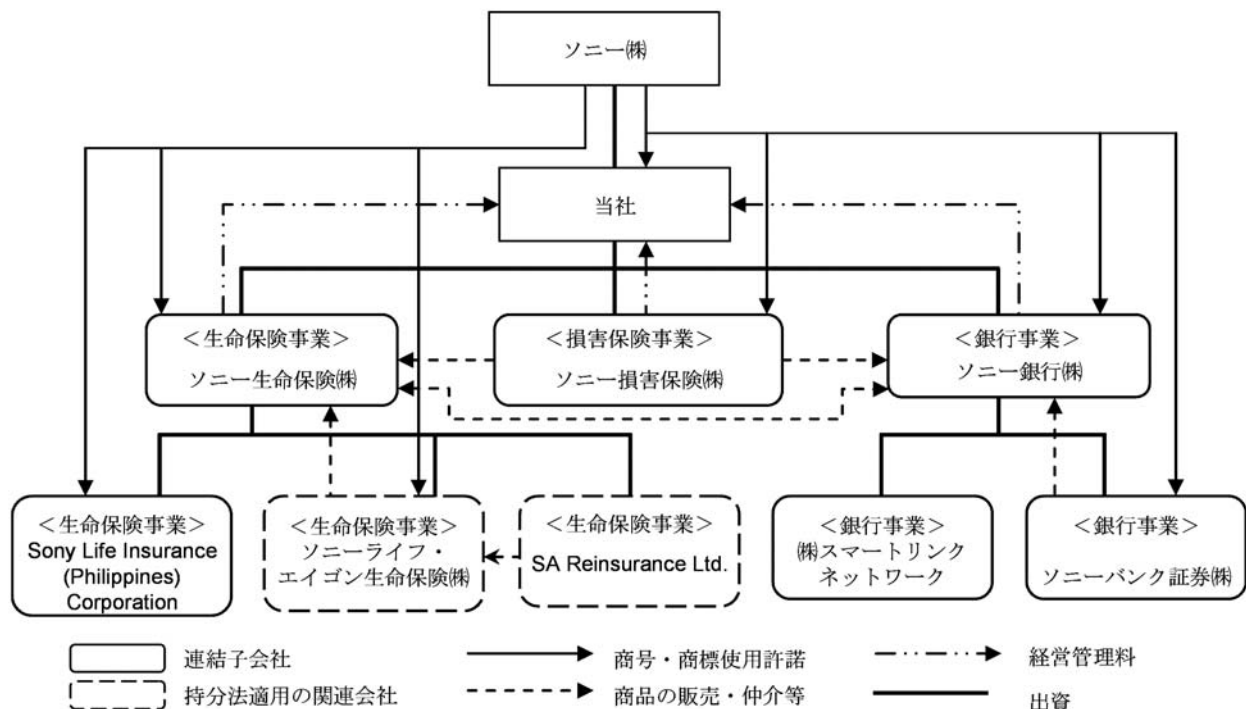 ソニー㈱
当社
＜生命保険事業＞
ソニー生命保険㈱
＜損害保険事業＞
ソニー損害保険㈱
＜銀行事業＞
ソニー銀行㈱
＜生命保険事業＞
Sony Life Insurance
(Philippines)
Corporation
＜生命保険事業＞
ソニーライフ・
エイゴン生命保険㈱
＜生命保険事業＞
SA Reinsurance Ltd.
＜銀行事業＞
㈱スマートリンク
ネットワーク
＜銀行事業＞
ソニーバンク証券㈱
連結子会社
商号・商標使用許諾
経営管理料
持分法適用の関連会社
商品の販売・仲介等
出資